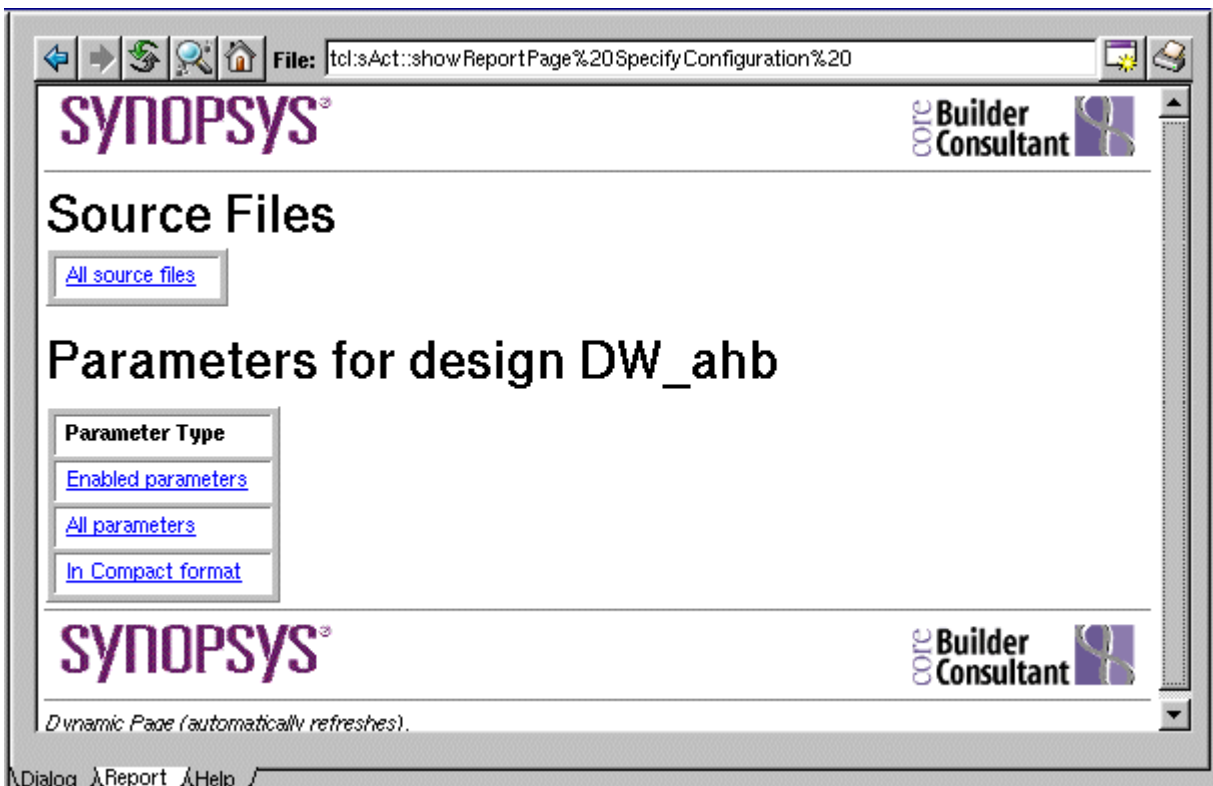 File: tcl:sAct::showReportPage%20SpecifyConfiguration%20
SYNOPSYS® core Builder Consultant
Source Files
All source files
Parameters for design DW_ahb
Parameter Type
Enabled parameters
All parameters
In Compact format
SYNOPSYS® core Builder Consultant
Dynamic Page (automatically refreshes).
Dialog Report Help